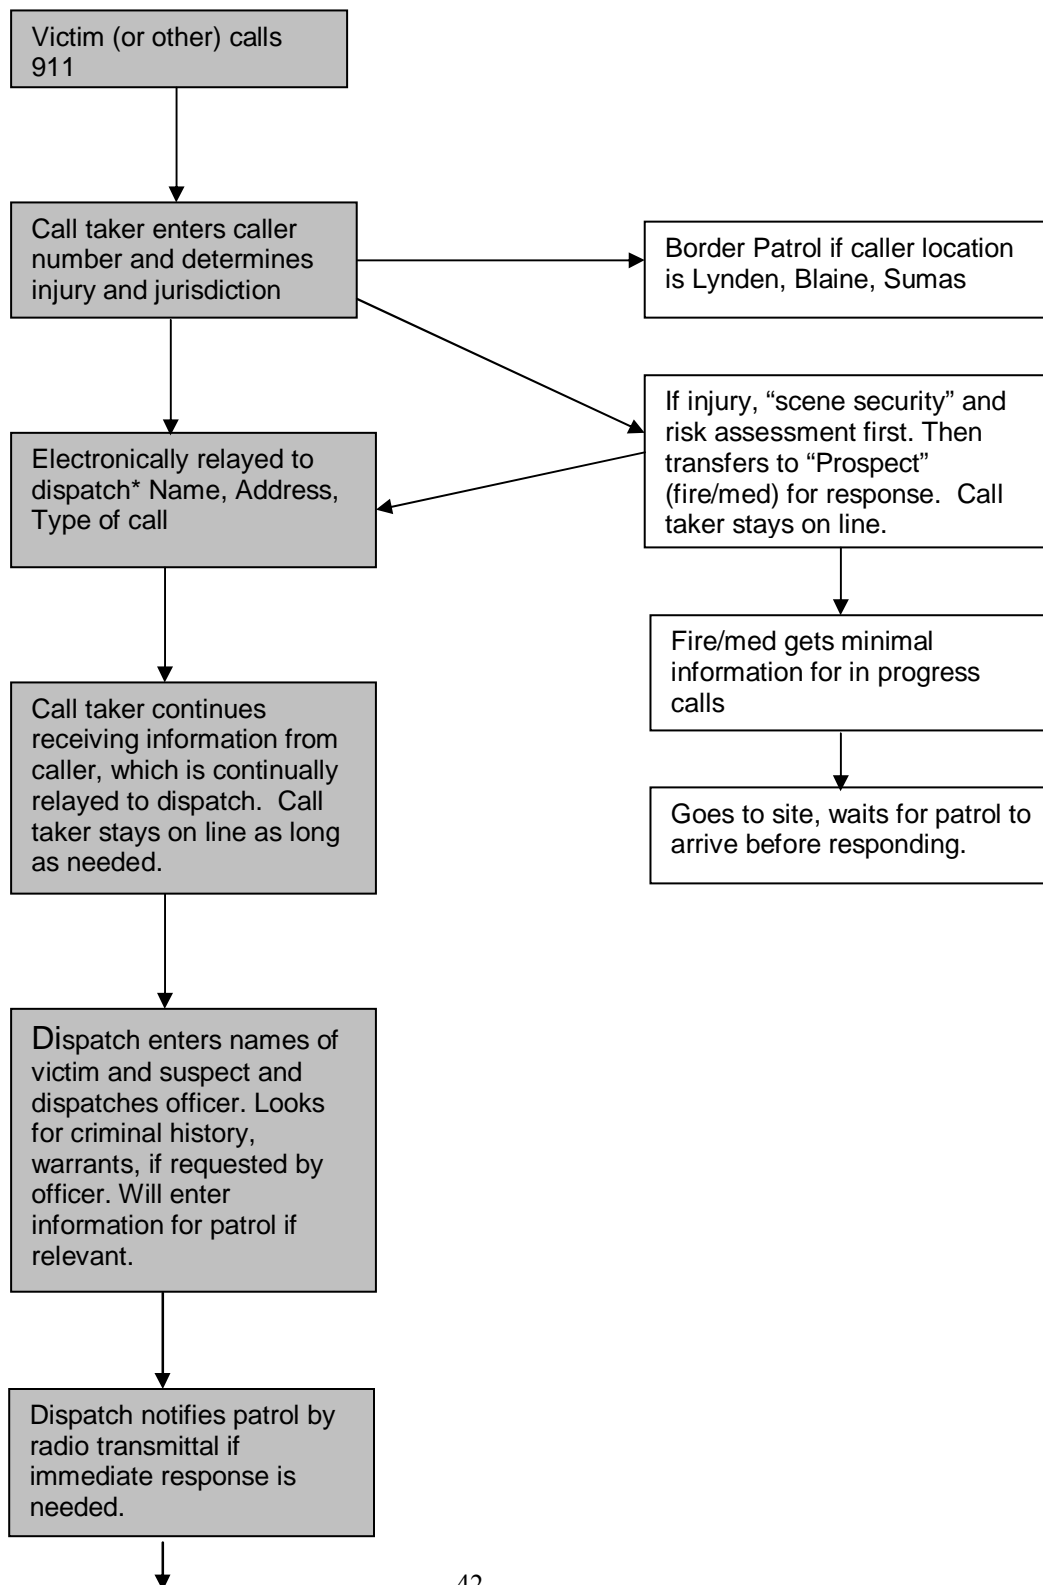 Victim (or other) calls
911
Call taker enters caller
number and determines
injury and jurisdiction
Border Patrol if caller location
is Lynden, Blaine, Sumas
If injury, “scene security” and
risk assessment first. Then
transfers to “Prospect”
(fire/med) for response.  Call
taker stays on line.
Electronically relayed to
dispatch* Name, Address,
Type of call
Fire/med gets minimal
information for in progress
calls
Call taker continues
receiving information from
caller, which is continually
relayed to dispatch.  Call
taker stays on line as long
as needed.
Goes to site, waits for patrol to
arrive before responding.
Dispatch enters names of
victim and suspect and
dispatches officer. Looks
for criminal history,
warrants, if requested by
officer. Will enter
information for patrol if
relevant.
Dispatch notifies patrol by
radio transmittal if
immediate response is
needed.
42